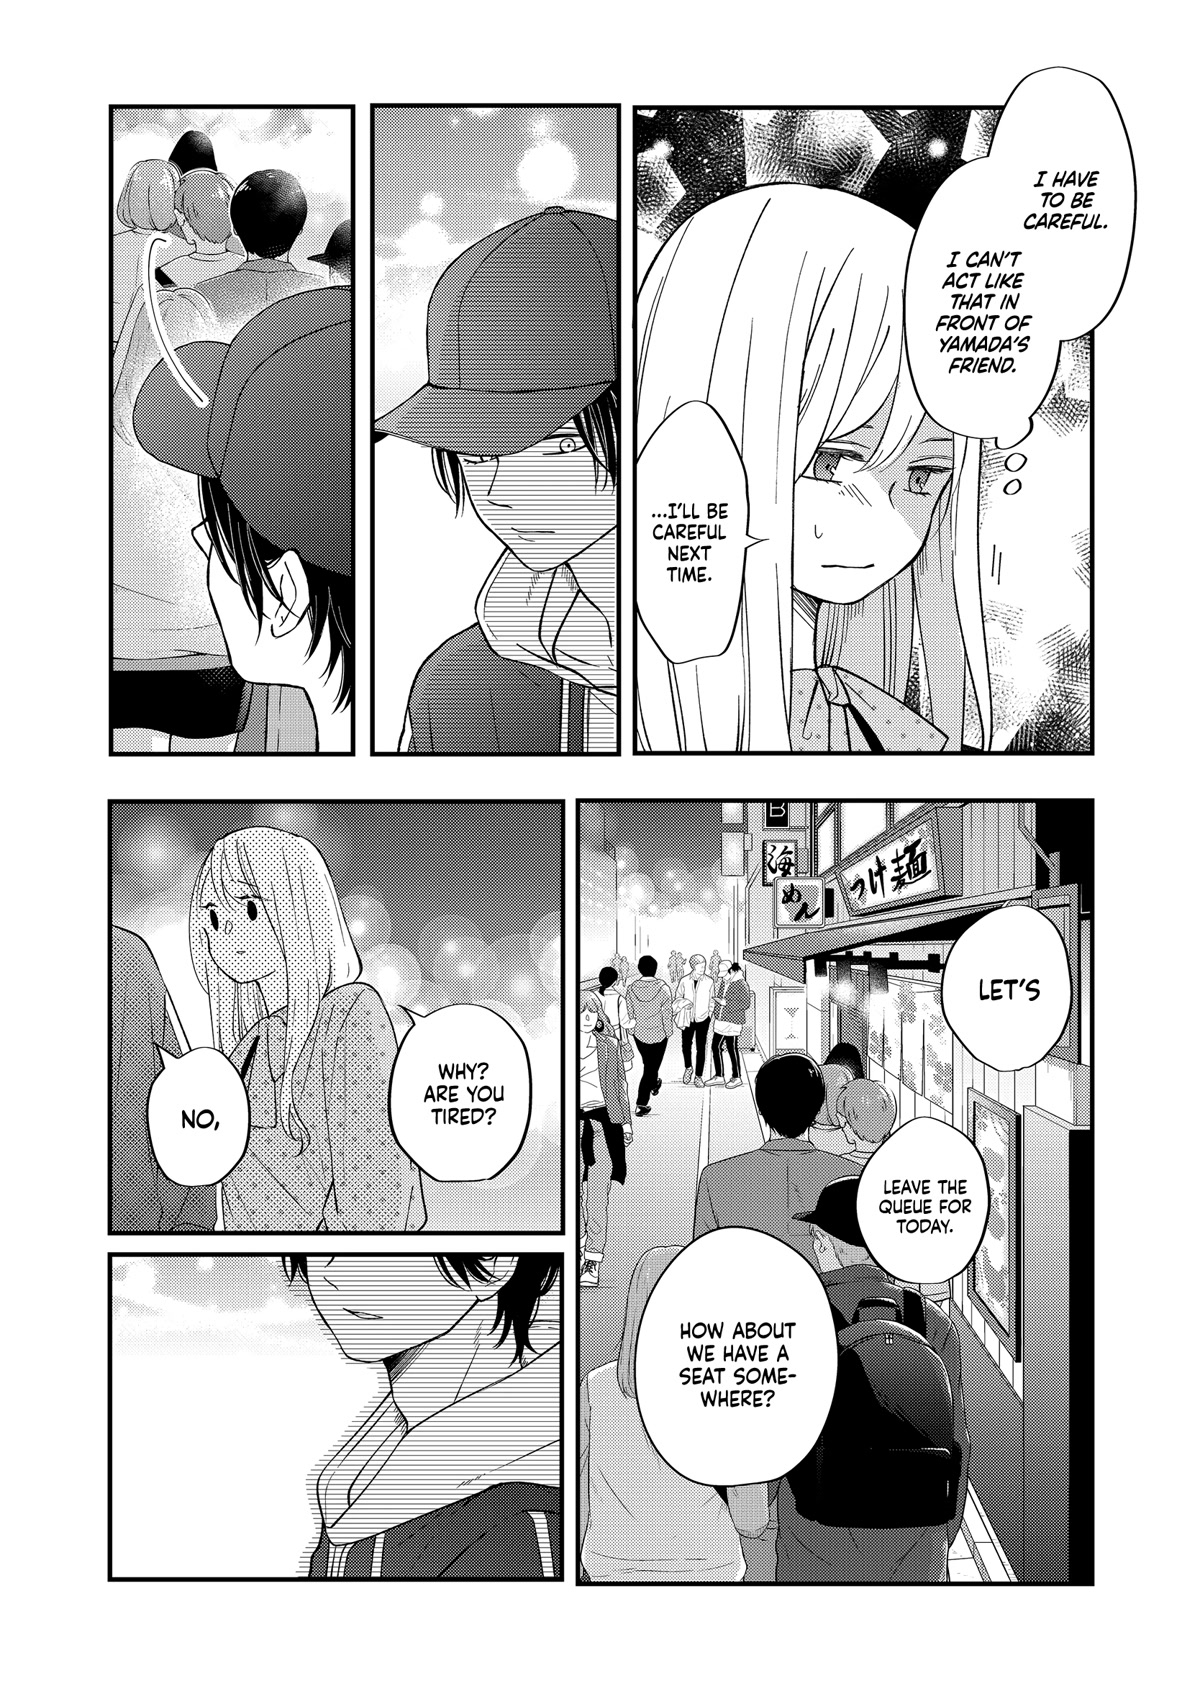 I HAVE
TO BE
CAREFUL.
I CAN'T
ACT LIKE
THAT IN
FRONT OF
YAMADA'S
FRIEND.
...I'LL BE
CAREFUL
NEXT
TIME.
B
海
めん
つけ麺
LET'S
LEAVE THE
QUEUE FOR
TODAY.
HOW ABOUT
WE HAVE A
SEAT SOME-
WHERE?
WHY?
ARE YOU
TIRED?
NO,